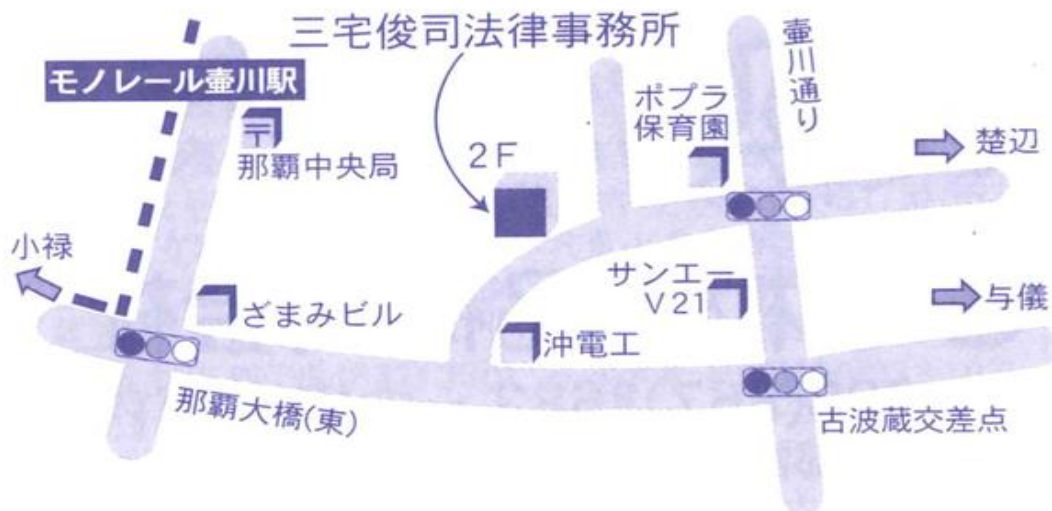 三宅俊司法律事務所
モノレール壷川駅
壷川通り
ポプラ
保育園
楚辺
〒
那覇中央局
2F
小禄
サンエー
V21
与儀
ざまみビル
沖電工
那覇大橋(東)
古波蔵交差点